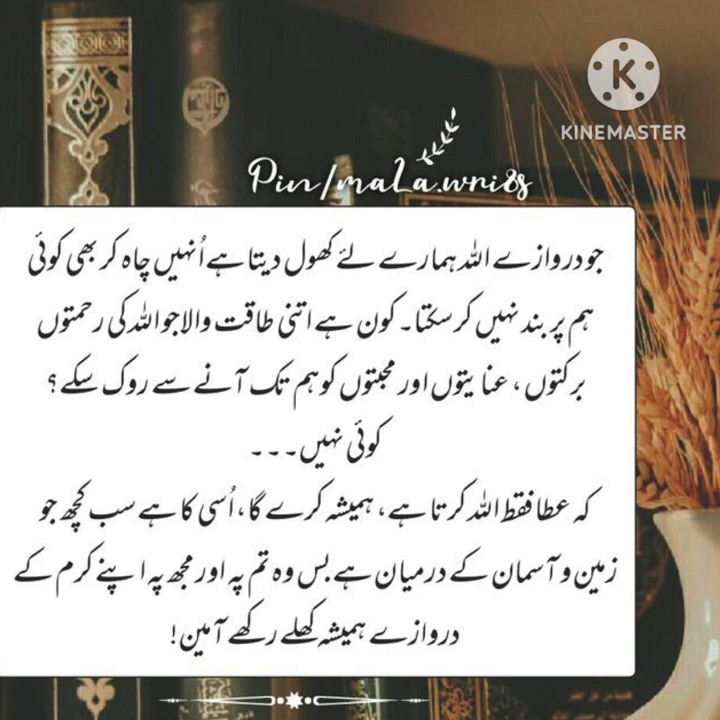 KINEMASTER
Pin/maLa.wni8s
جو دروازے اللہ ہمارے لئے کھول دیتا ہے اُنہیں چاہ کر بھی کوئی
ہم پر بند نہیں کر سکتا۔ کون ہے اتنی طاقت والا جو اللہ کی رحمتوں
برکتوں، عنایتوں اور محبتوں کو ہم تک آنے سے روک سکے؟
کوئی نہیں۔۔۔
کہ عطا فقط اللہ کرتا ہے، ہمیشہ کرے گا، اُسی کا ہے سب کچھ جو
زمین و آسمان کے درمیان ہے بس وہ تم پہ اور مجھ پہ اپنے کرم کے
دروازے ہمیشہ کھلے رکھے آمین!